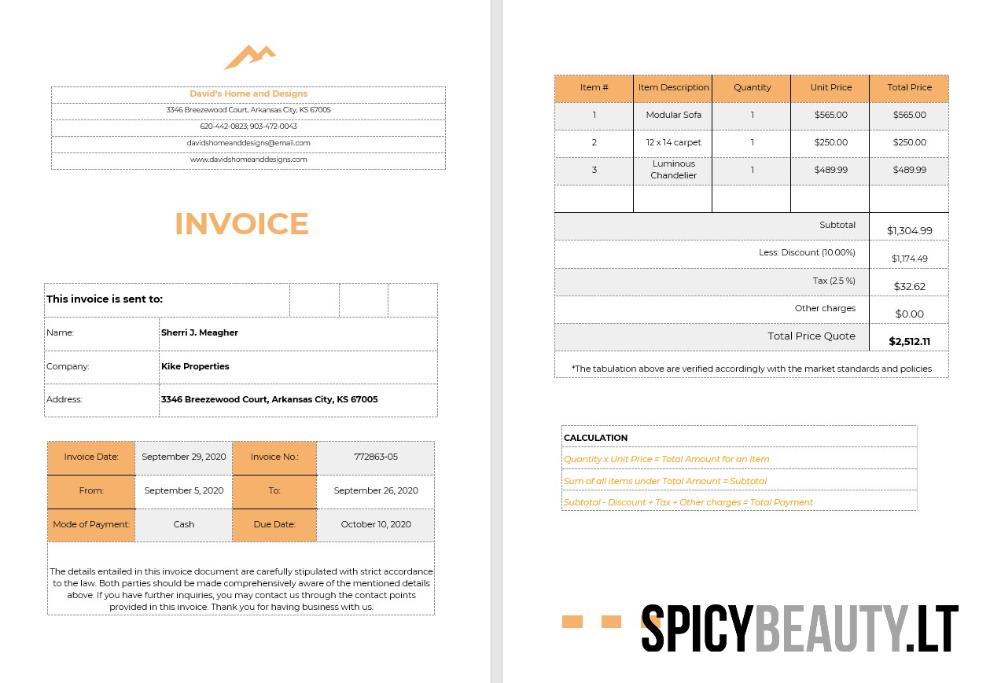 David's Home and Designs
3346 Breezewood Court, Arkansas City, KS 67005
620-442-0823; 903-472-0043
davidshomeanddesigns@email.com
www.davidshomeanddesigns.com
INVOICE
This invoice is sent to:
Name: Sherri J. Meagher
Company: Kike Properties
Address: 3346 Breezewood Court, Arkansas City, KS 67005
Invoice Date: September 29, 2020 Invoice No.: 772863-05
From: September 5, 2020 To: September 26, 2020
Mode of Payment: Cash Due Date: October 10, 2020
The details entailed in this invoice document are carefully stipulated with strict accordance
to the law. Both parties should be made comprehensively aware of the mentioned details
above. If you have further inquiries, you may contact us through the contact points
provided in this invoice. Thank you for having business with us.
Item # Item Description Quantity Unit Price Total Price
1 Modular Sofa 1 $565.00 $565.00
2 12 x 14 carpet 1 $250.00 $250.00
3 Luminous Chandelier 1 $489.99 $489.99
Subtotal $1,304.99
Less: Discount (10.00%) $1,174.49
Tax (2.5 %) $32.62
Other charges $0.00
Total Price Quote $2,512.11
*The tabulation above are verified accordingly with the market standards and policies
CALCULATION
Quantity x Unit Price = Total Amount for an Item
Sum of all items under Total Amount = Subtotal
Subtotal - Discount + Tax + Other charges = Total Payment
SPICYBEAUTY.LT